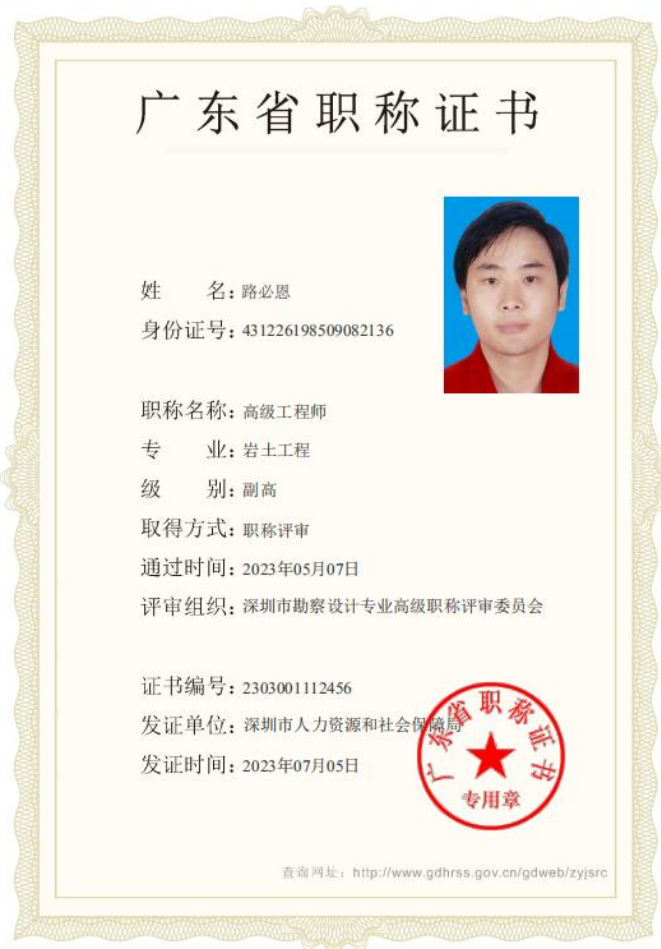 广东省职称证书
姓 名：路必恩
身份证号：431226198509082136
职称名称：高级工程师
专 业：岩土工程
级 别：副高
取得方式：职称评审
通过时间：2023年05月07日
评审组织：深圳市勘察设计专业高级职称评审委员会
证书编号：2303001112456
发证单位：深圳市人力资源和社会保障局
发证时间：2023年07月05日
广东省职称证书
专用章
查询网址：http://www.gdhrss.gov.cn/gdweb/zyjsrc